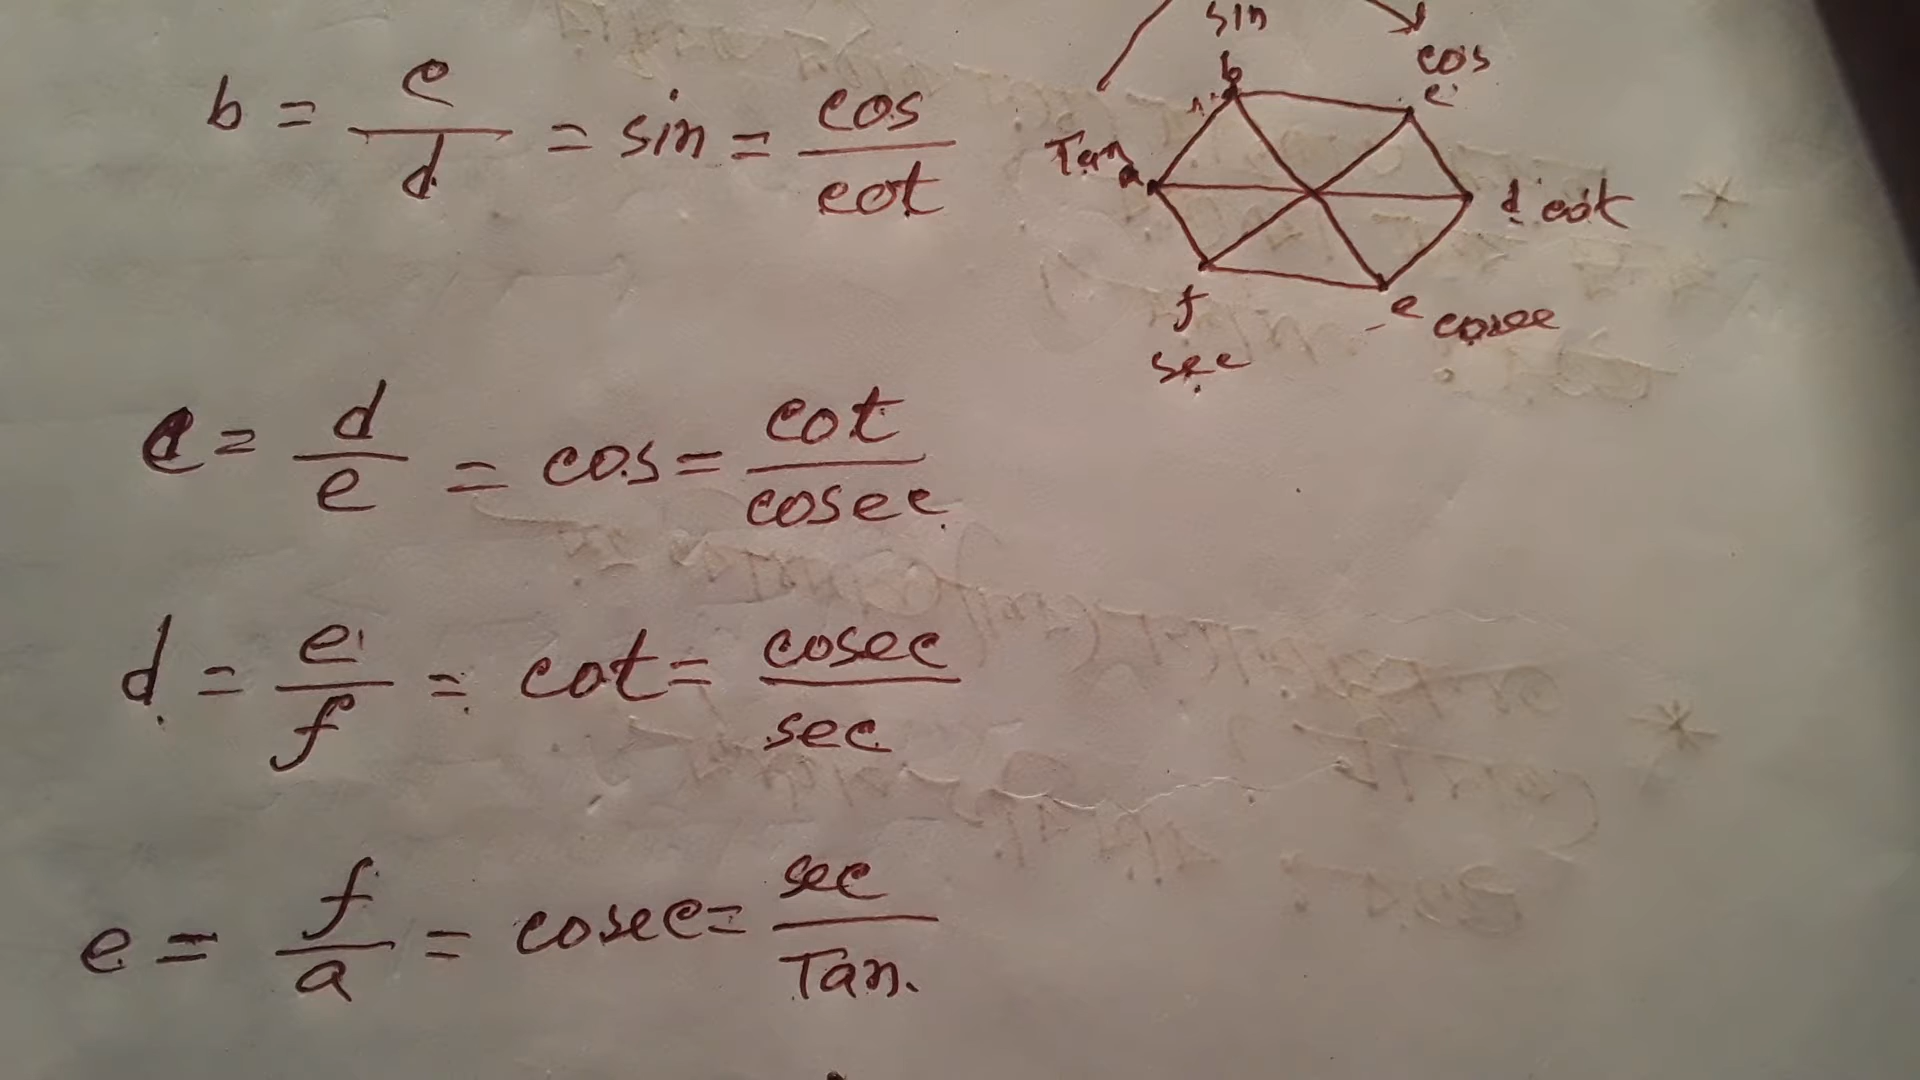 sin
cos
b
c
Tan
a
d cot
f
e cosec
sec
b = c/d = sin = cos/cot
c = d/e = cos = cot/cosec
d = e/f = cot = cosec/sec
e = f/a = cosec = sec/Tan.